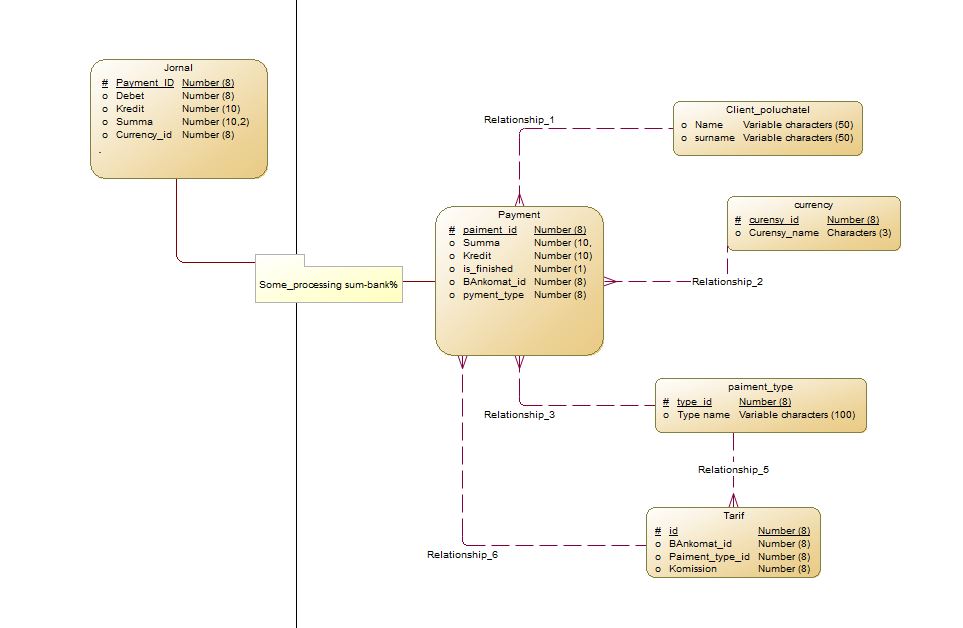 Jornal
# Payment_ID Number (8)
o Debet Number (8)
o Kredit Number (10)
o Summa Number (10,2)
o Currency_id Number (8)
.
Relationship_1
Client_poluchatel
o Name Variable characters (50)
o surname Variable characters (50)
Payment
# paiment_id Number (8)
o Summa Number (10,
o Kredit Number (10)
o is_finished Number (1)
o BAnkomat_id Number (8)
o pyment_type Number (8)
currency
# curensy_id Number (8)
o Curensy_name Characters (3)
Relationship_2
Some_processing sum-bank%
paiment_type
# type_id Number (8)
o Type name Variable characters (100)
Relationship_3
Relationship_5
Tarif
# id Number (8)
o BAnkomat_id Number (8)
o Paiment_type_id Number (8)
o Komission Number (8)
Relationship_6